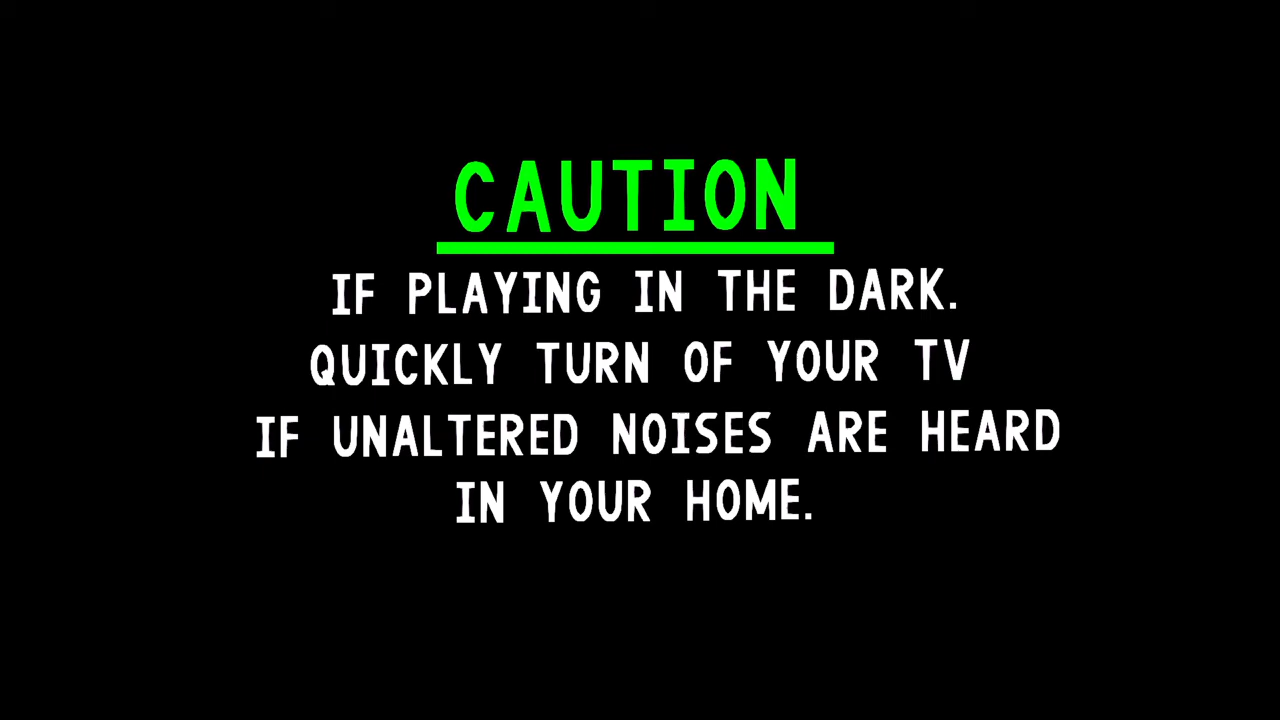 CAUTION
IF PLAYING IN THE DARK.
QUICKLY TURN OF YOUR TV
IF UNALTERED NOISES ARE HEARD
IN YOUR HOME.